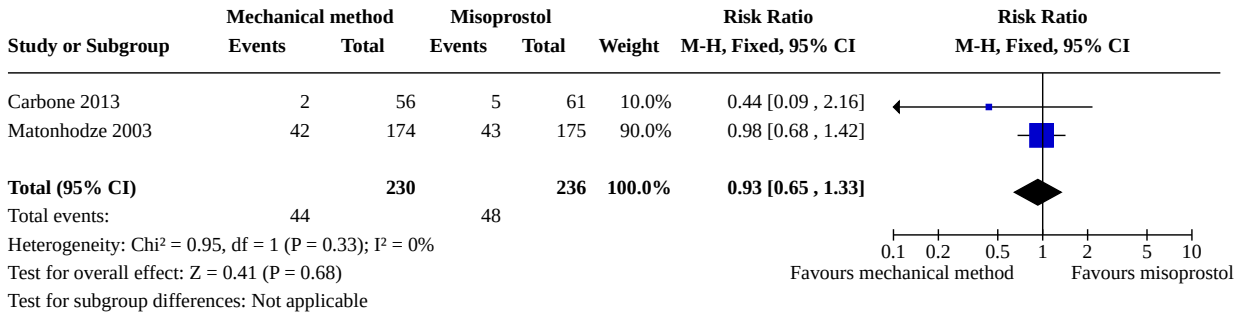 Mechanical method Misoprostol Risk Ratio Risk Ratio
Study or Subgroup Events Total Events Total Weight M-H, Fixed, 95% CI M-H, Fixed, 95% CI
Carbone 2013 2 56 5 61 10.0% 0.44 [0.09 , 2.16]
Matonhodze 2003 42 174 43 175 90.0% 0.98 [0.68 , 1.42]
Total (95% CI) 230 236 100.0% 0.93 [0.65 , 1.33]
Total events: 44 48
Heterogeneity: Chi² = 0.95, df = 1 (P = 0.33); I² = 0%
0.1 0.2 0.5 1 2 5 10
Test for overall effect: Z = 0.41 (P = 0.68) Favours mechanical method Favours misoprostol
Test for subgroup differences: Not applicable